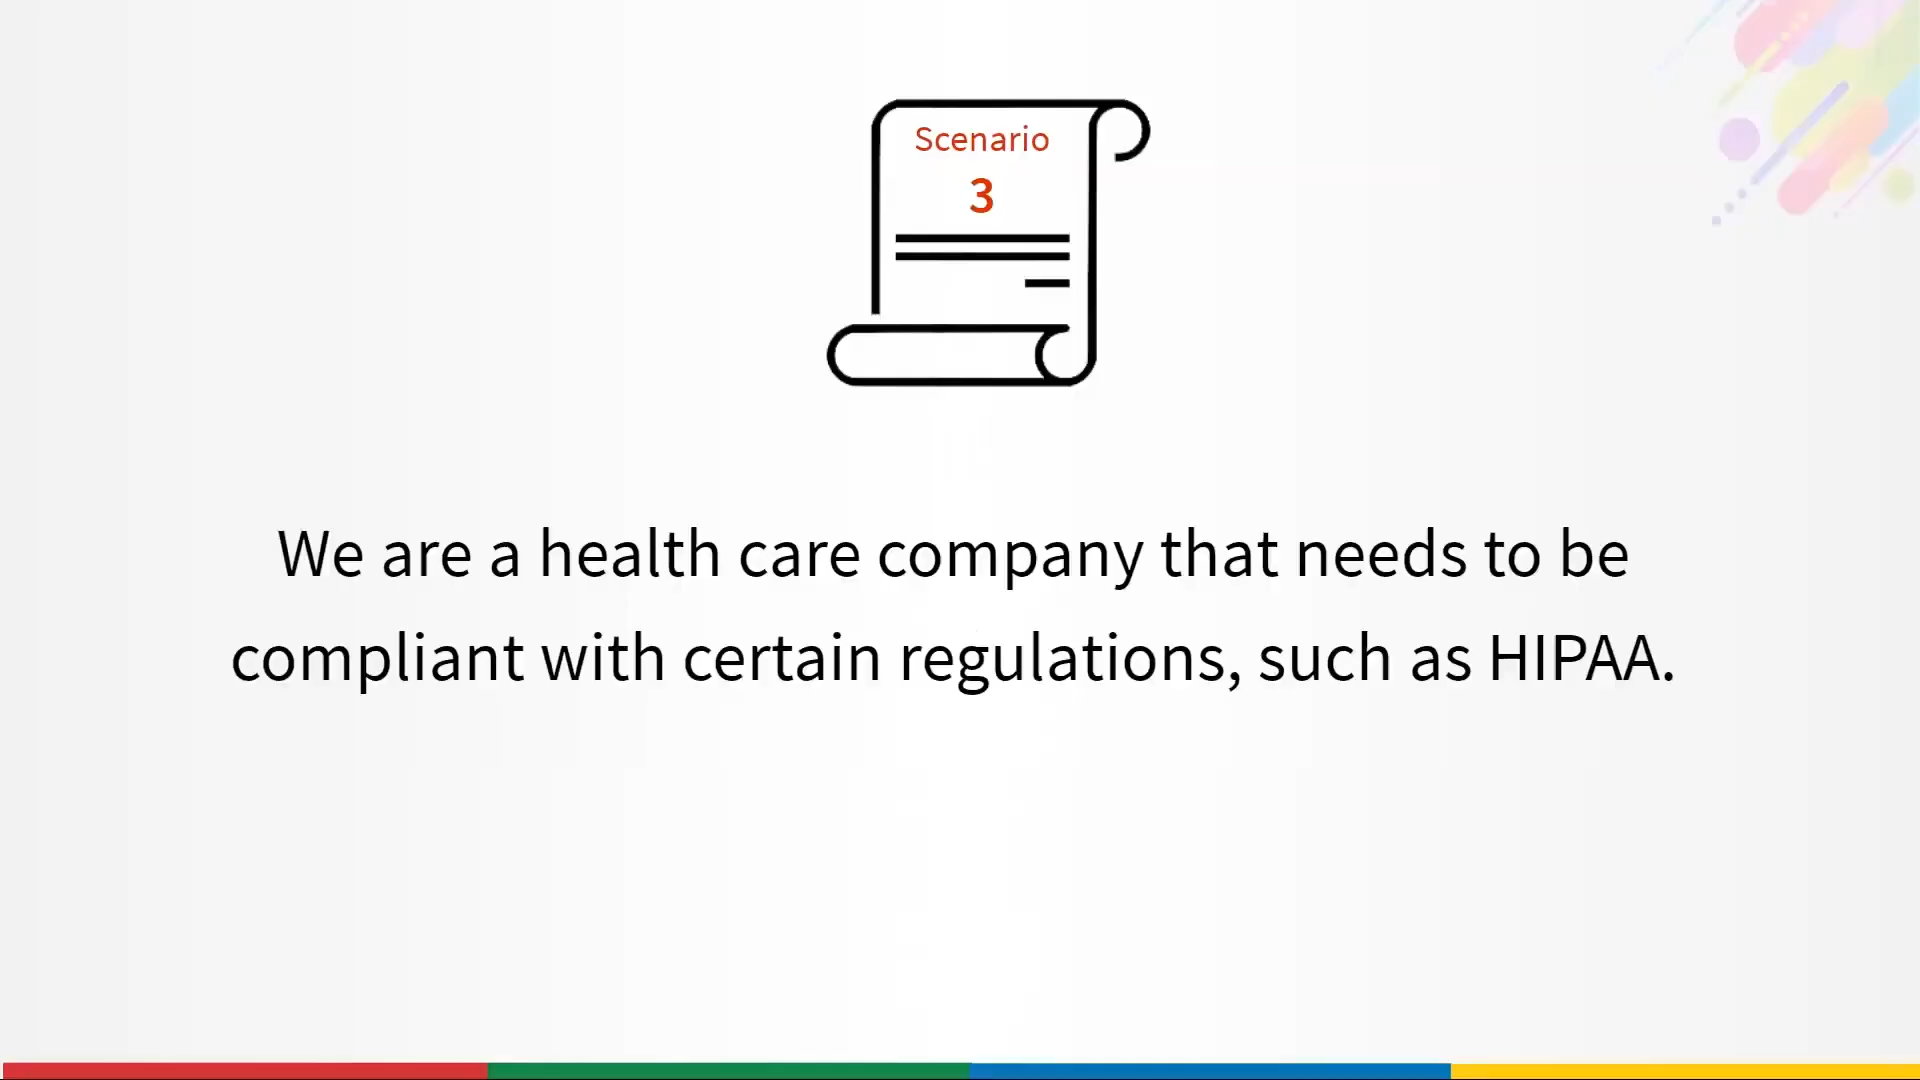 Scenario
3
We are a health care company that needs to be
compliant with certain regulations, such as HIPAA.